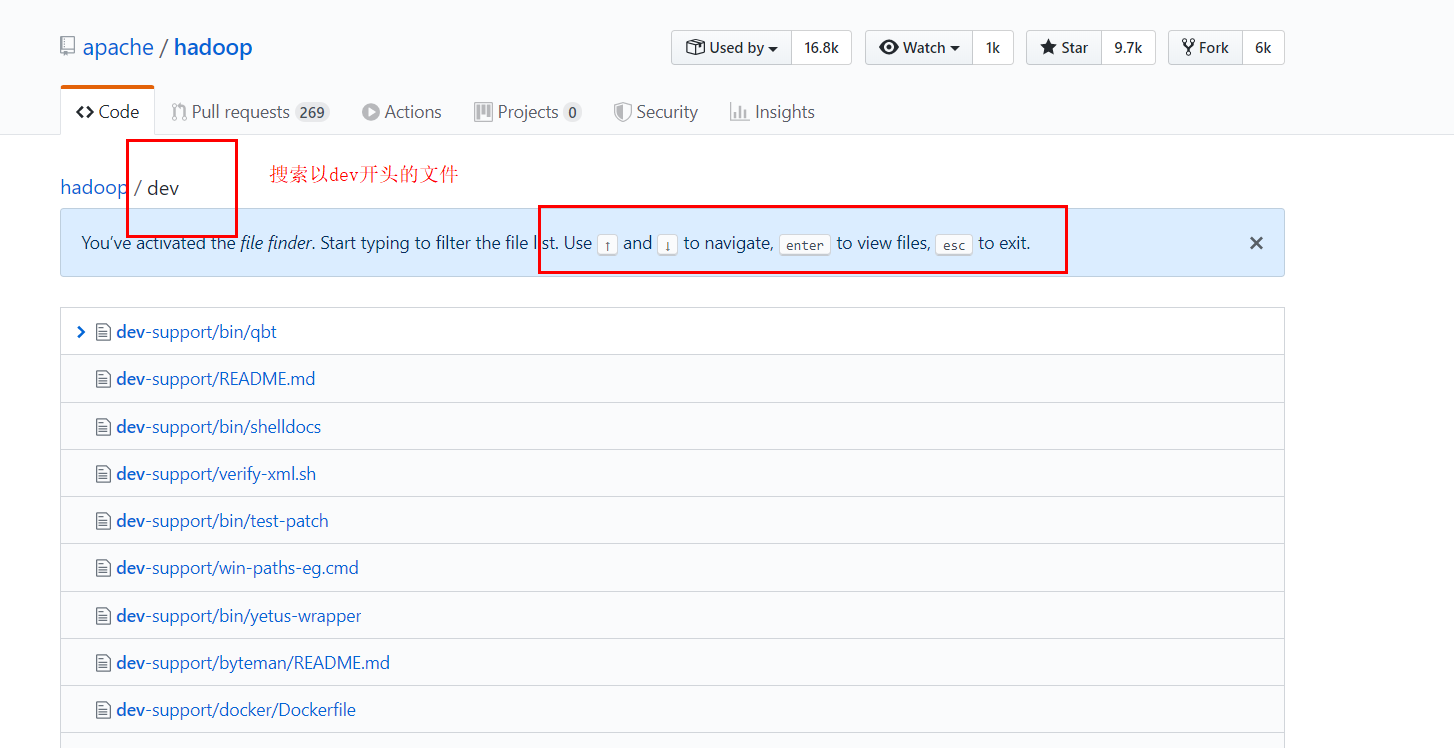 apache / hadoop
Used by 16.8k Watch 1k Star 9.7k Fork 6k
Code Pull requests 269 Actions Projects 0 Security Insights
搜索以dev开头的文件
hadoop / dev
You've activated the file finder. Start typing to filter the file list. Use ↑ and ↓ to navigate, enter to view files, esc to exit.
dev-support/bin/qbt
dev-support/README.md
dev-support/bin/shelldocs
dev-support/verify-xml.sh
dev-support/bin/test-patch
dev-support/win-paths-eg.cmd
dev-support/bin/yetus-wrapper
dev-support/byteman/README.md
dev-support/docker/Dockerfile